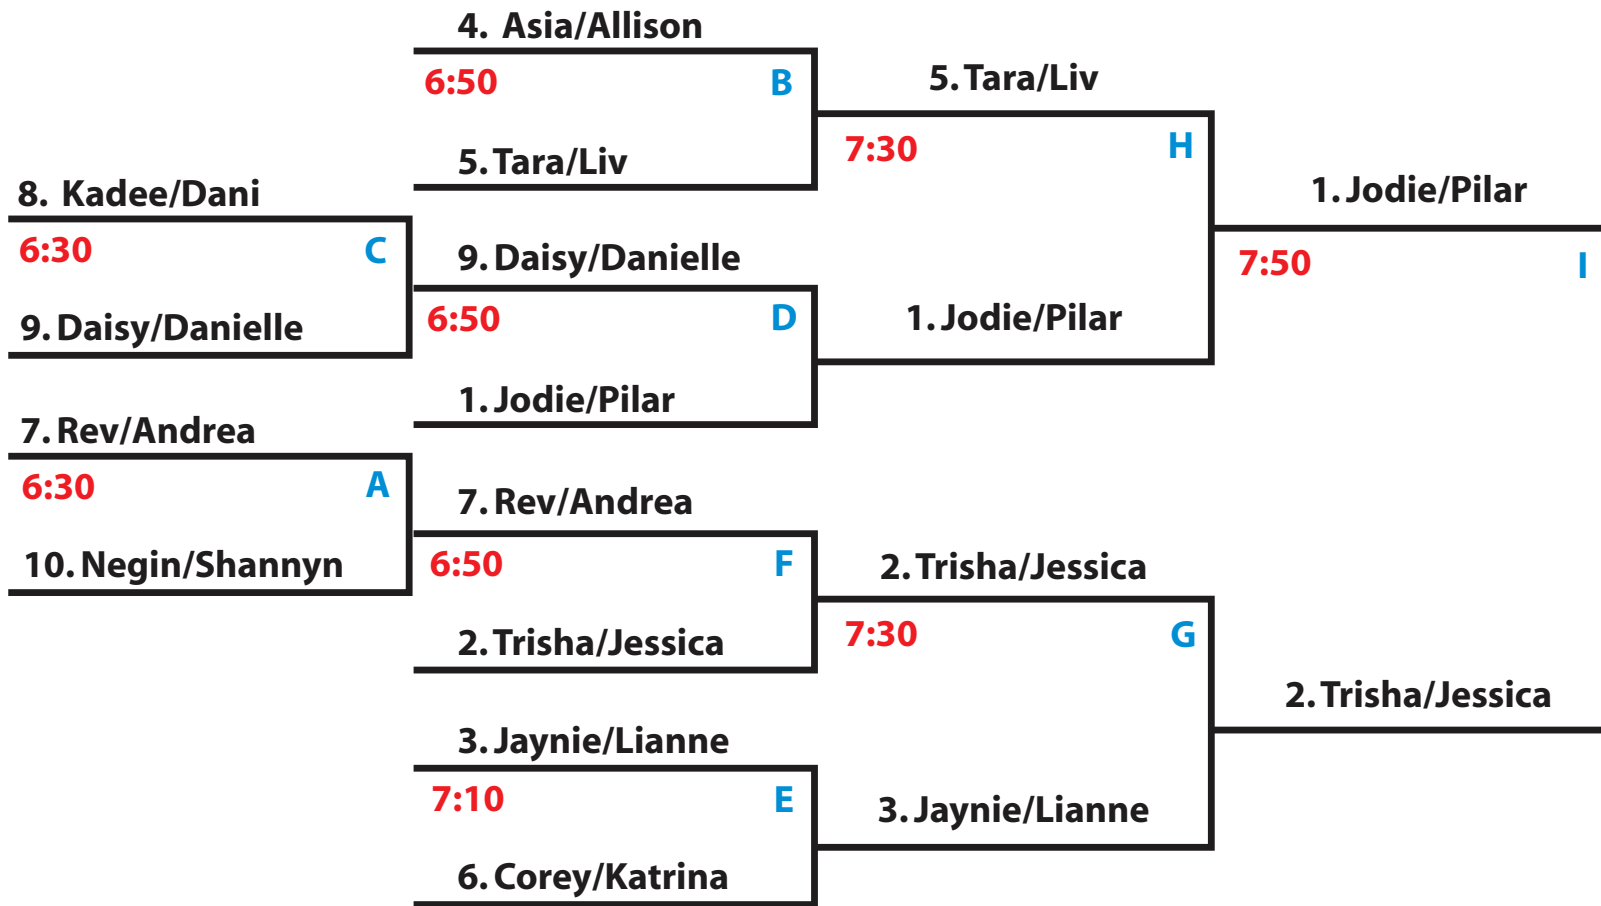 4. Asia/Allison
6:50
B
5. Tara/Liv
8. Kadee/Dani
6:30
C
9. Daisy/Danielle
9. Daisy/Danielle
6:50
D
1. Jodie/Pilar
7. Rev/Andrea
6:30
A
10. Negin/Shannyn
7. Rev/Andrea
6:50
F
2. Trisha/Jessica
3. Jaynie/Lianne
7:10
E
6. Corey/Katrina
5. Tara/Liv
7:30
H
1. Jodie/Pilar
2. Trisha/Jessica
7:30
G
3. Jaynie/Lianne
1. Jodie/Pilar
7:50
I
2. Trisha/Jessica